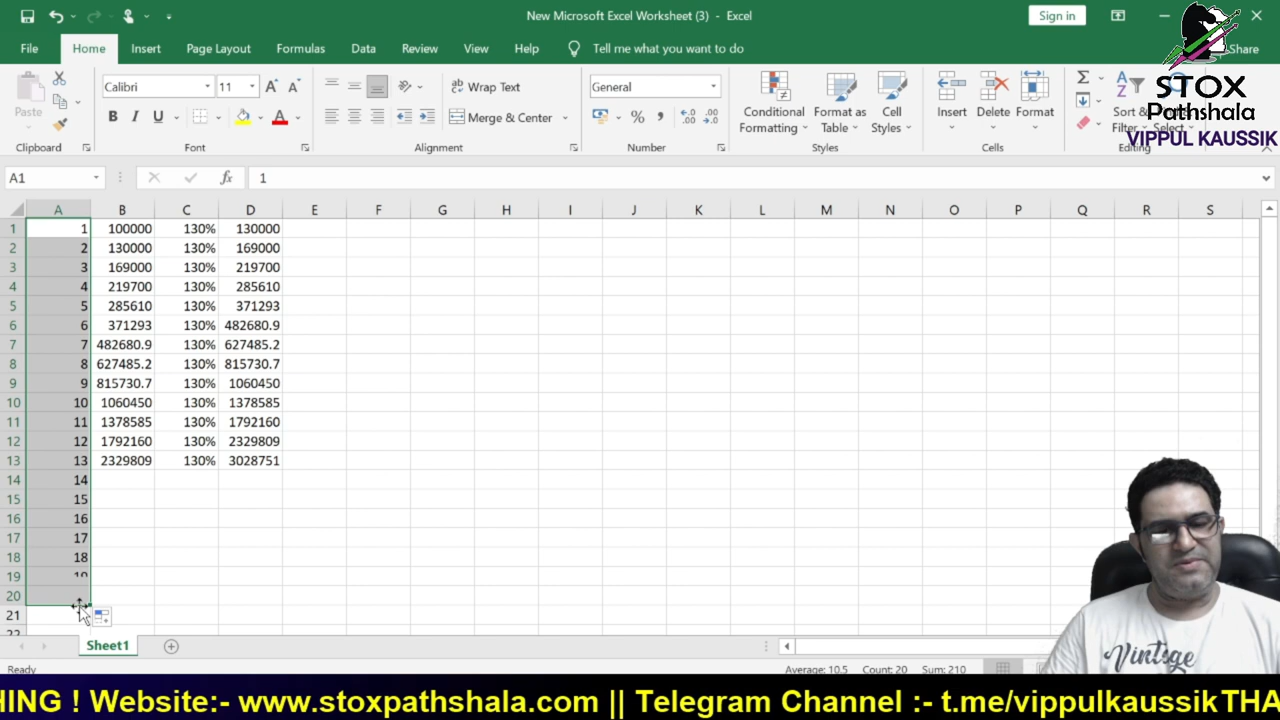 New Microsoft Excel Worksheet (3) - Excel
Sign in
File Home Insert Page Layout Formulas Data Review View Help Tell me what you want to do Share
STOX
Pathshala
VIPPUL KAUSSIK
Paste
Calibri 11
B I U A
Wrap Text
Merge & Center
General
% ,
Conditional Formatting
Format as Table
Cell Styles
Insert
Delete
Format
Sort & Filter
Select
Clipboard Font Alignment Number Styles Cells Editing
A1 fx 1
A B C D E F G H I J K L M N O P Q R S
1 1 100000 130% 130000
2 2 130000 130% 169000
3 3 169000 130% 219700
4 4 219700 130% 285610
5 5 285610 130% 371293
6 6 371293 130% 482680.9
7 7 482680.9 130% 627485.2
8 8 627485.2 130% 815730.7
9 9 815730.7 130% 1060450
10 10 1060450 130% 1378585
11 11 1378585 130% 1792160
12 12 1792160 130% 2329809
13 13 2329809 130% 3028751
14 14
15 15
16 16
17 17
18 18
19 19
20
21
22
Sheet1
Ready Average: 10.5 Count: 20 Sum: 210
Vintage
HING ! Website:- www.stoxpathshala.com || Telegram Channel :- t.me/vippulkaussikTHA